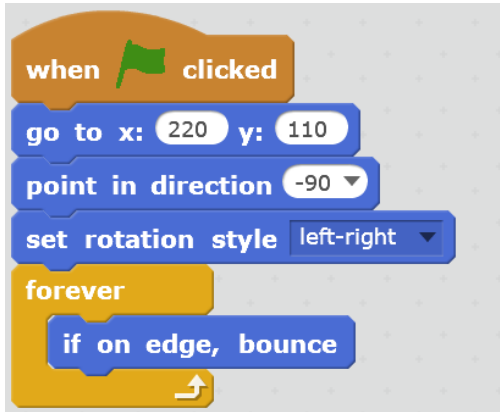 when clicked
go to x: 220 y: 110
point in direction -90
set rotation style left-right
forever
if on edge, bounce